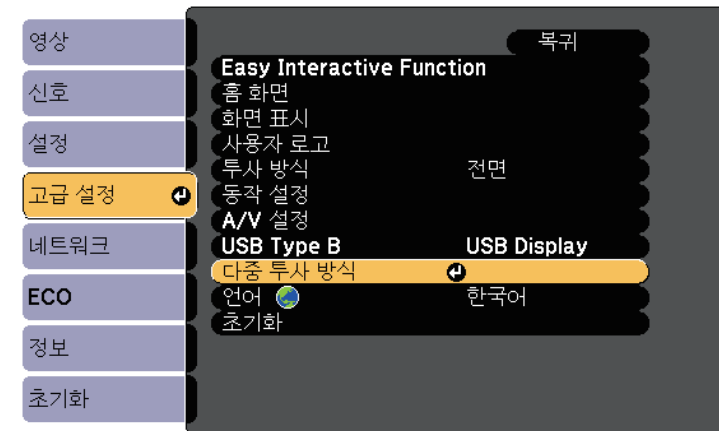 영상
신호
설정
고급 설정
네트워크
ECO
정보
초기화
복귀
Easy Interactive Function
홈 화면
화면 표시
사용자 로고
투사 방식 전면
동작 설정
A/V 설정
USB Type B USB Display
다중 투사 방식
언어 한국어
초기화